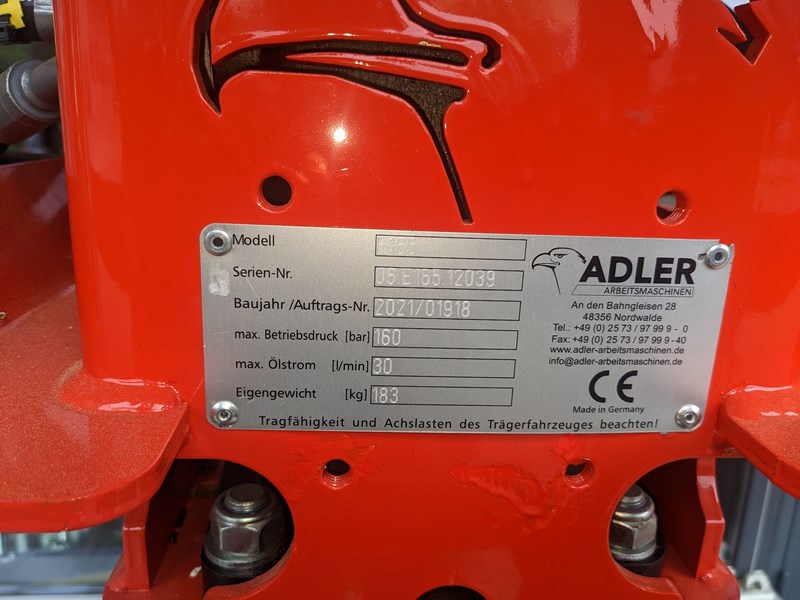 Modell
Serien-Nr. 06.E165.12039
Baujahr /Auftrags-Nr. 2021/01918
max. Betriebsdruck [bar] 160
max. Ölstrom [l/min] 30
Eigengewicht [kg] 183
ADLER
ARBEITSMASCHINEN
An den Bahngleisen 28
48356 Nordwalde
Tel.: +49 (0) 25 73 / 97 99 9 - 0
Fax: +49 (0) 25 73 / 97 99 9 -40
www.adler-arbeitsmaschinen.de
info@adler-arbeitsmaschinen.de
CE
Made in Germany
Tragfähigkeit und Achslasten des Trägerfahrzeuges beachten!